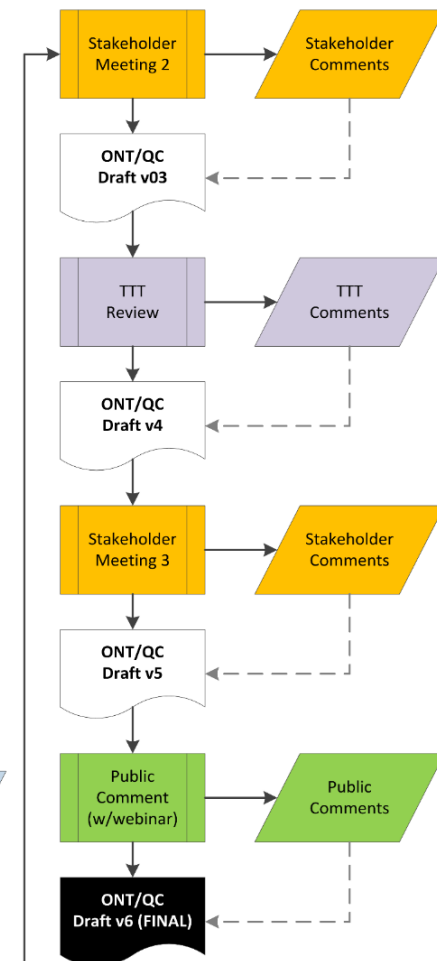 Stakeholder
Meeting 2
Stakeholder
Comments
ONT/QC
Draft v03
TTT
Review
TTT
Comments
ONT/QC
Draft v4
Stakeholder
Meeting 3
Stakeholder
Comments
ONT/QC
Draft v5
Public
Comment
(w/webinar)
Public
Comments
ONT/QC
Draft v6 (FINAL)